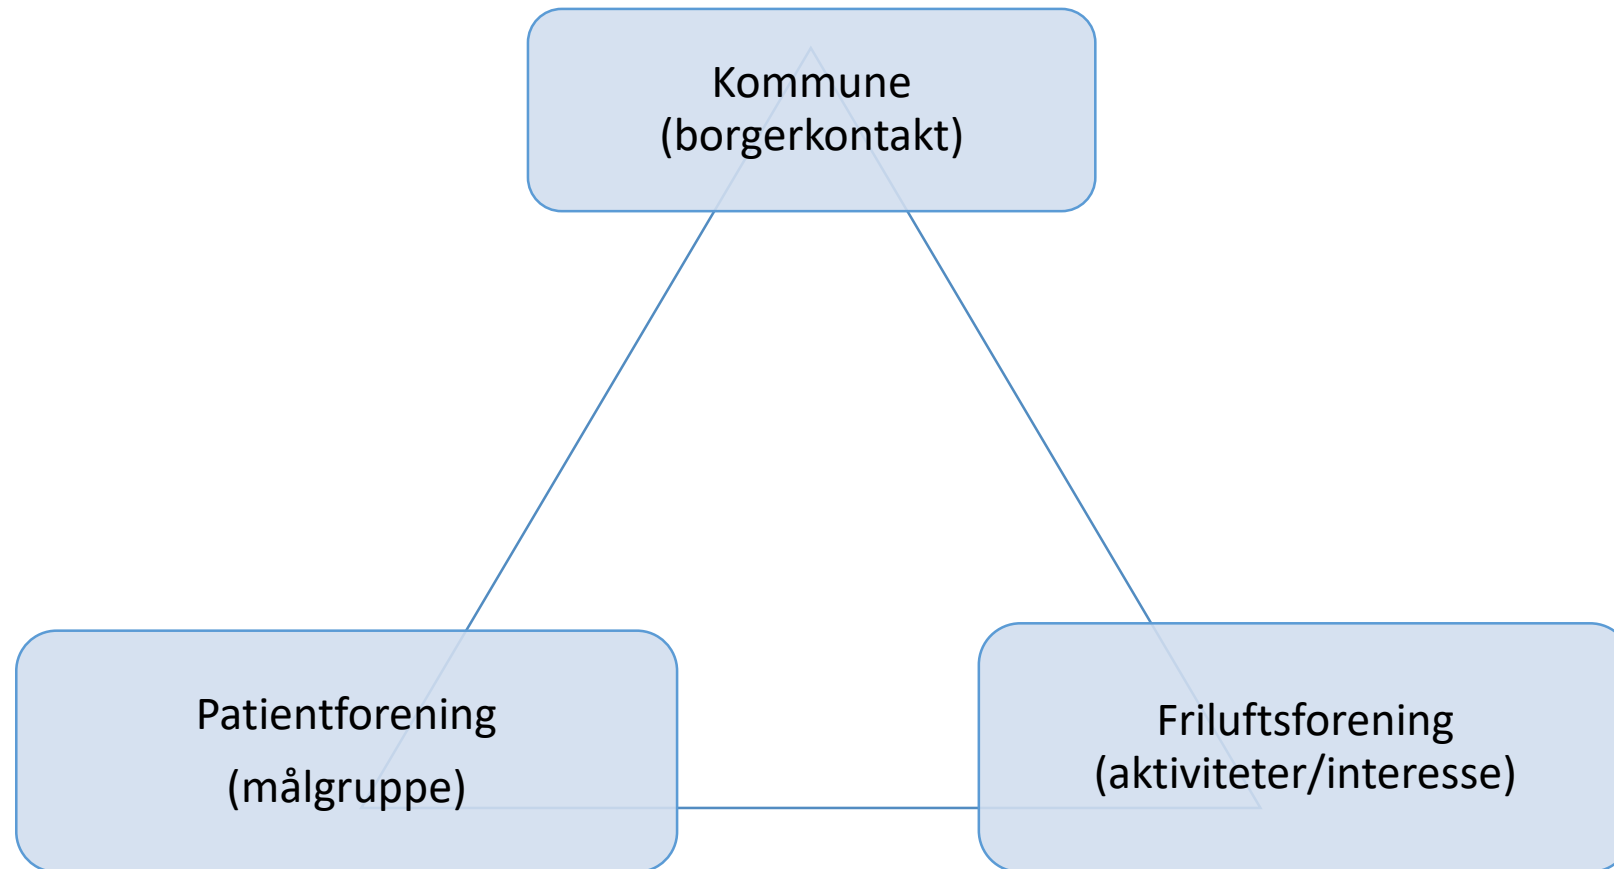 Kommune
(borgerkontakt)
Patientforening
(målgruppe)
Friluftsforening
(aktiviteter/interesse)